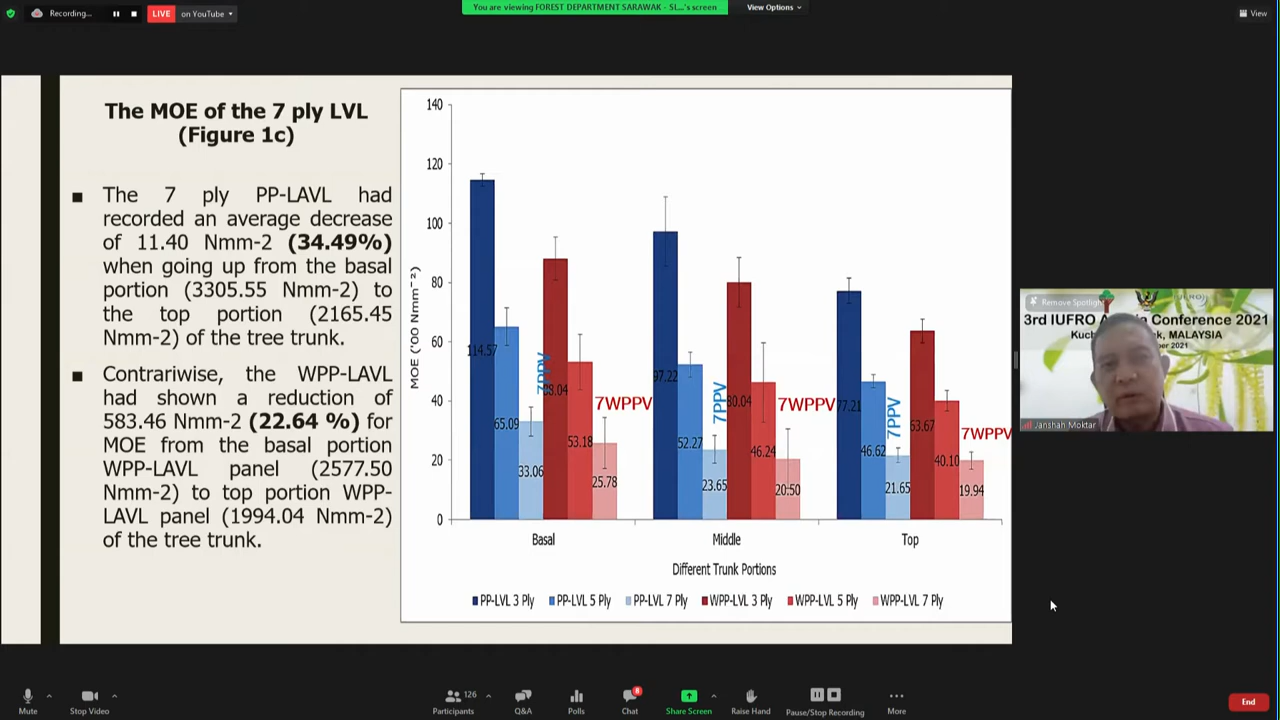 Recording...
LIVE on YouTube
You are viewing FOREST DEPARTMENT SARAWAK - SL...'s screen
View Options
View
The MOE of the 7 ply LVL
(Figure 1c)
The 7 ply PP-LAVL had
recorded an average decrease
of 11.40 Nmm-2 (34.49%)
when going up from the basal
portion (3305.55 Nmm-2) to
the top portion (2165.45
Nmm-2) of the tree trunk.
Contrariwise, the WPP-LAVL
had shown a reduction of
583.46 Nmm-2 (22.64 %) for
MOE from the basal portion
WPP-LAVL panel (2577.50
Nmm-2) to top portion WPP-
LAVL panel (1994.04 Nmm-2)
of the tree trunk.
MOE ('00 Nmm⁻²)
140
120
100
80
60
40
20
0
114.57
65.09
33.06
88.04
53.18
25.78
7PPV
7WPPV
97.22
52.27
23.65
80.04
46.24
20.50
7PPV
7WPPV
77.21
46.62
21.65
63.67
40.10
19.94
7PPV
7WPPV
Basal
Middle
Top
Different Trunk Portions
PP-LVL 3 Ply PP-LVL 5 Ply PP-LVL 7 Ply WPP-LVL 3 Ply WPP-LVL 5 Ply WPP-LVL 7 Ply
Remove Spotlight
3rd IUFRO Conference 2021
MALAYSIA
2021
Janshah Moktar
Mute
Stop Video
Participants 126
Q&A
Polls
Chat 8
Share Screen
Raise Hand
Pause/Stop Recording
More
End